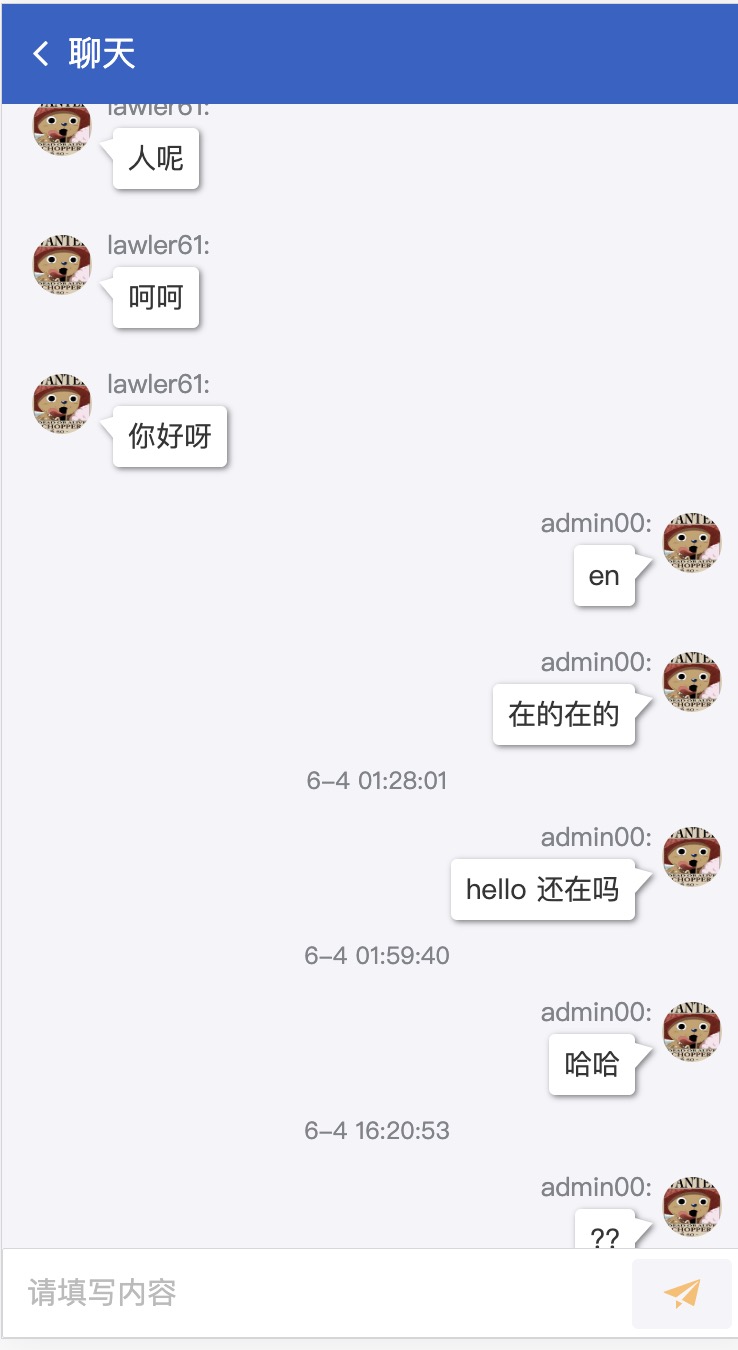 聊天
lawler61:
人呢
lawler61:
呵呵
lawler61:
你好呀
admin00:
en
admin00:
在的在的
6-4 01:28:01
admin00:
hello 还在吗
6-4 01:59:40
admin00:
哈哈
6-4 16:20:53
admin00:
??
请填写内容